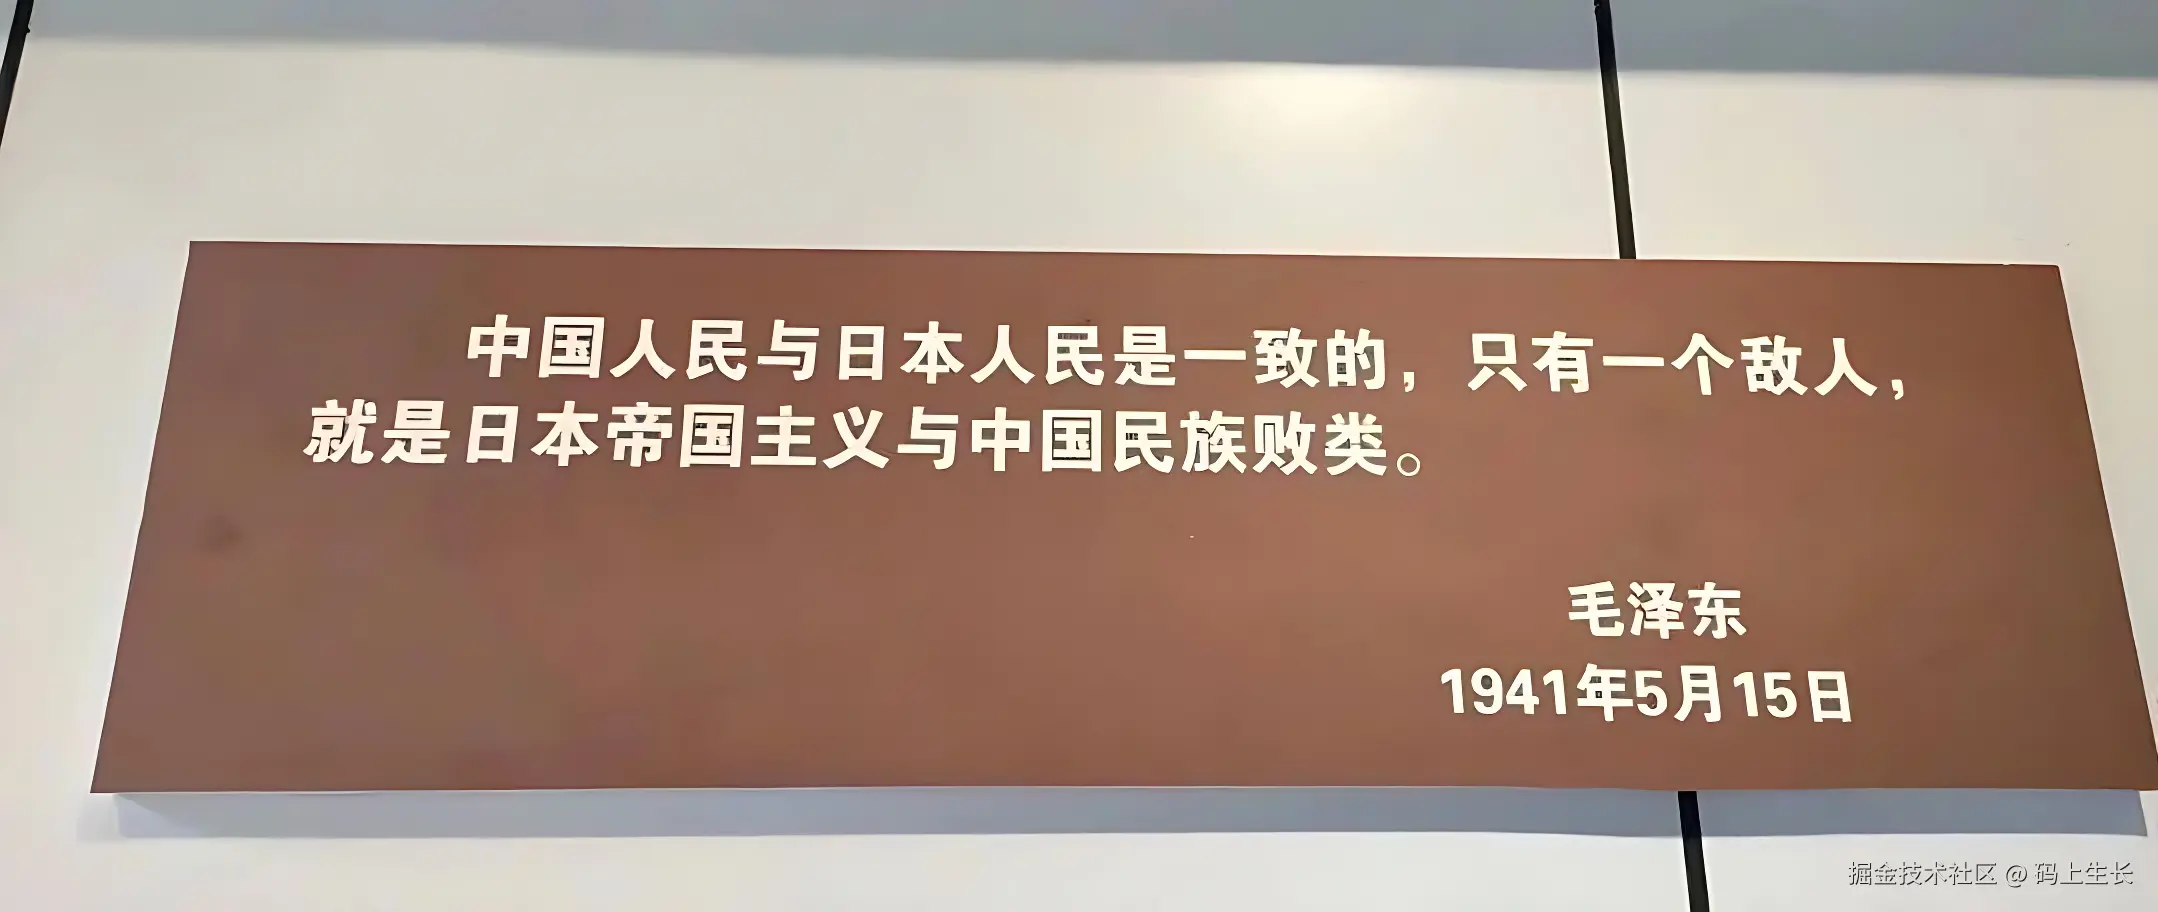 中国人民与日本人民是一致的，只有一个敌人，
就是日本帝国主义与中国民族败类。
毛泽东
1941年5月15日
掘金技术社区 @ 码上生长